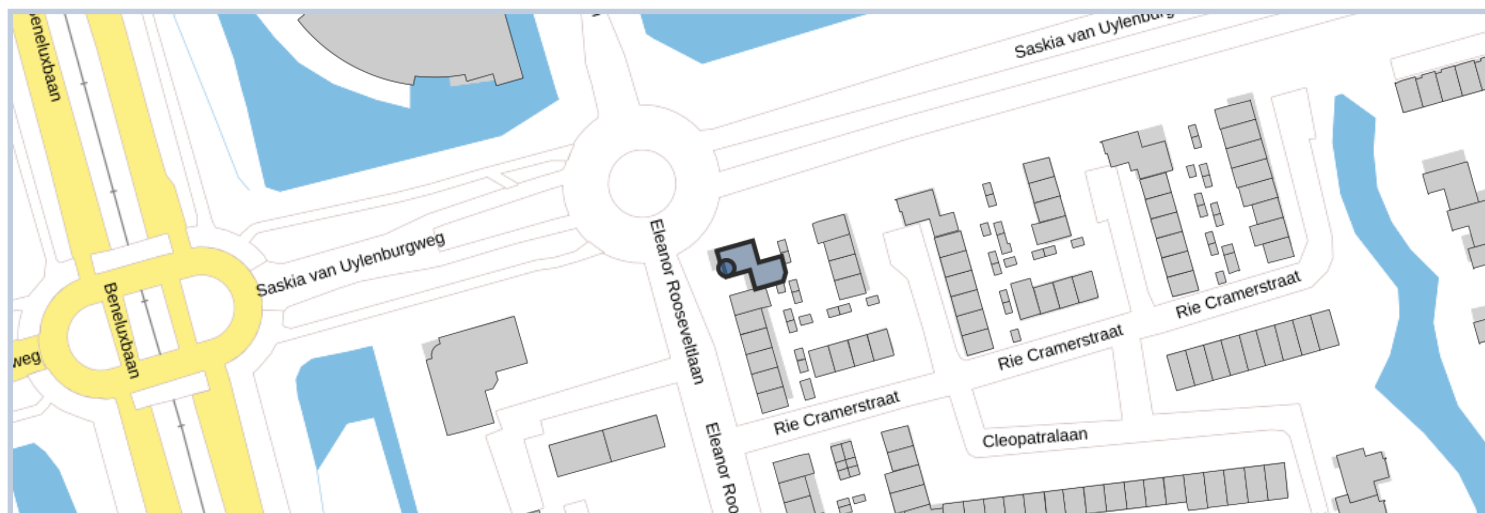 Beneluxbaan
Saskia van Uylenburg
Saskia van Uylenburgweg
Eleanor Rooseveltlaan
Beneluxbaan
weg
Rie Cramerstraat
Rie Cramerstraat
Rie Cramerstraat
Eleanor Roo
Cleopatralaan